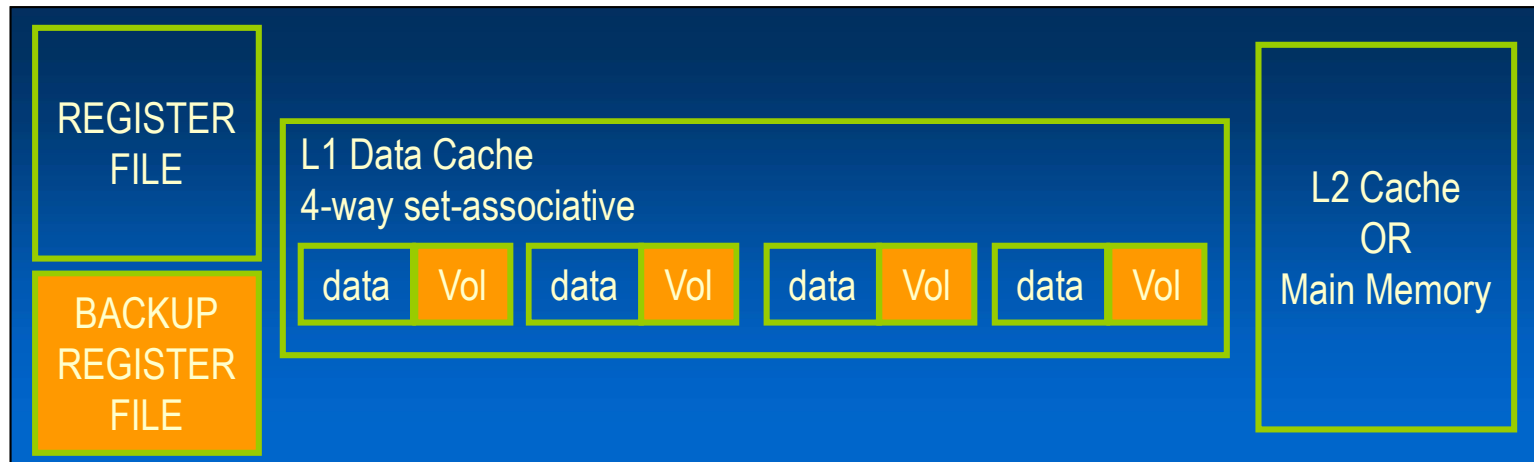 REGISTER
FILE
BACKUP
REGISTER
FILE
L1 Data Cache
4-way set-associative
data Vol data Vol data Vol data Vol
L2 Cache
OR
Main Memory